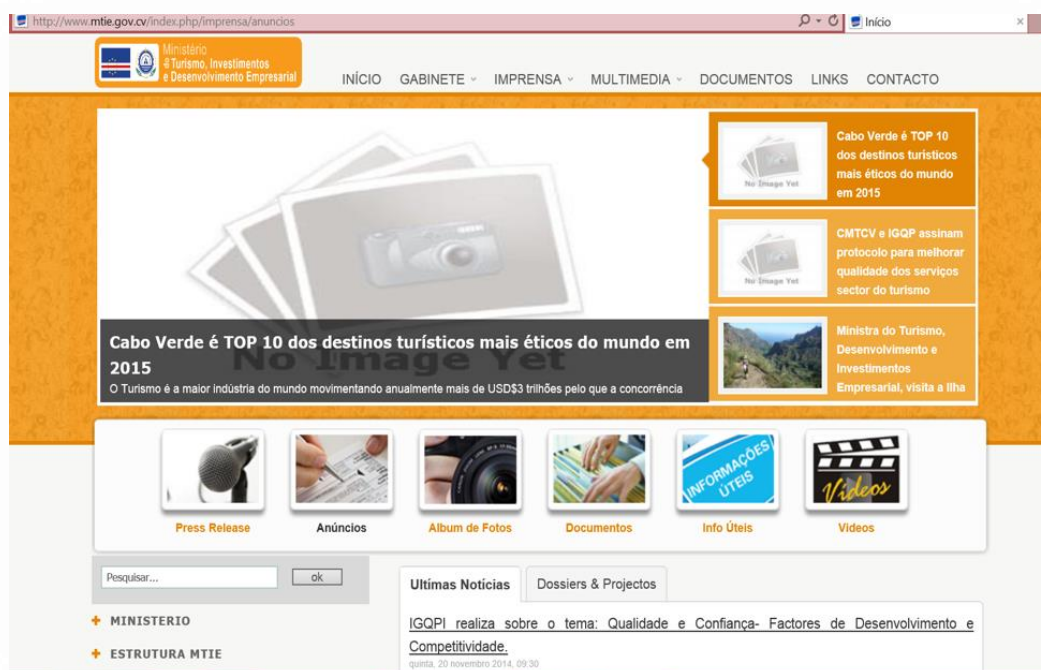 http://www.mtie.gov.cv/index.php/imprensa/anuncios
Início
Ministério
do Turismo, Investimentos
e Desenvolvimento Empresarial
INÍCIO GABINETE IMPRENSA MULTIMEDIA DOCUMENTOS LINKS CONTACTO
No Image Yet
Cabo Verde é TOP 10 dos destinos turísticos mais éticos do mundo em
2015
O Turismo é a maior indústria do mundo movimentando anualmente mais de USD$3 trilhões pelo que a concorrência
No Image Yet
Cabo Verde é TOP 10
dos destinos turísticos
mais éticos do mundo
em 2015
No Image Yet
CMTCV e IGQP assinam
protocolo para melhorar
qualidade dos serviços
sector do turismo
Ministra do Turismo,
Desenvolvimento e
Investimentos
Empresarial, visita a Ilha
INFORMAÇÕES
ÚTEIS
Vídeos
Press Release
Anúncios
Album de Fotos
Documentos
Info Úteis
Videos
Pesquisar...
ok
MINISTERIO
ESTRUTURA MTIE
Ultimas Notícias
Dossiers & Projectos
IGQPI realiza sobre o tema: Qualidade e Confiança- Factores de Desenvolvimento e
Competitividade.
quinta, 20 novembro 2014, 09:30